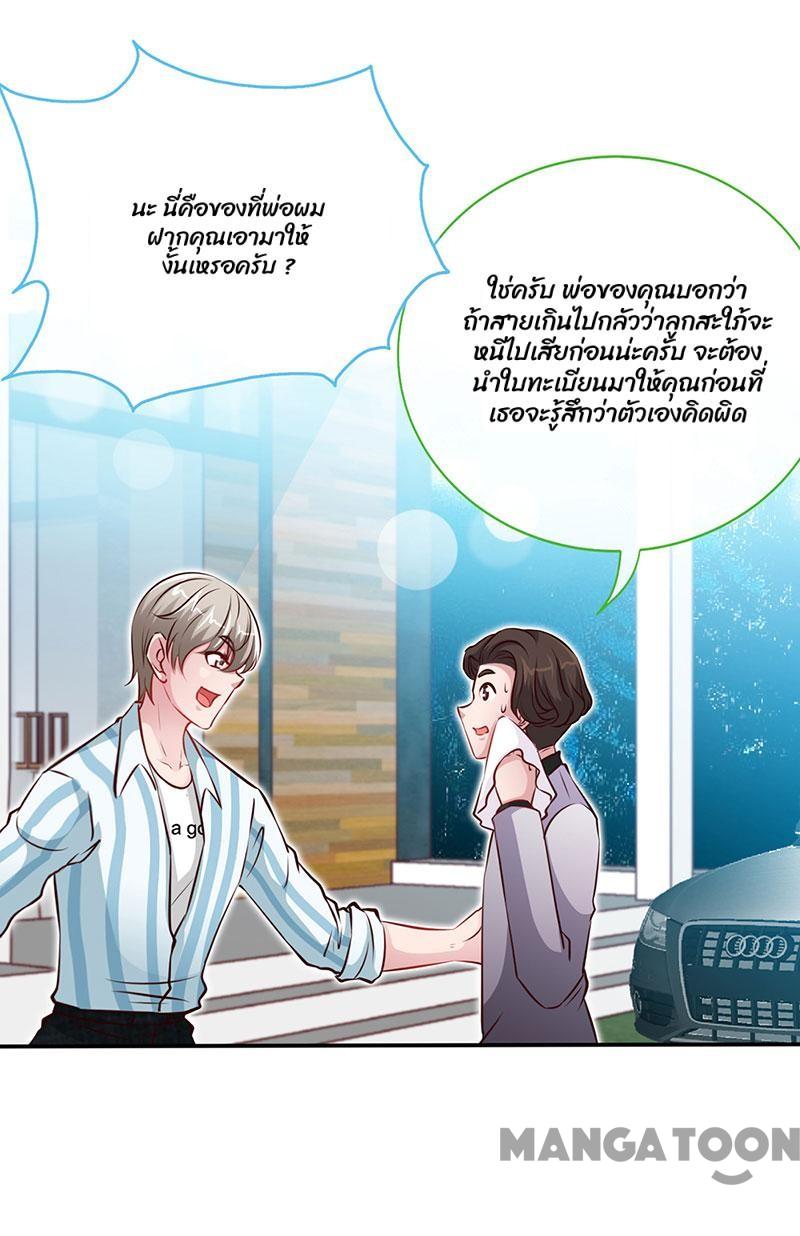 นะ นี่คือของที่พ่อผม
ฝากคุณเอามาให้
งั้นเหรอครับ ?
ใช่ครับ พ่อของคุณบอกว่า
ถ้าสายเกินไปกลัวว่าลูกสะใภ้จะ
หนีไปเสียก่อนน่ะครับ จะต้อง
นำใบทะเบียนมาให้คุณก่อนที่
เธอจะรู้สึกว่าตัวเองคิดผิด
a go
MANGATOON